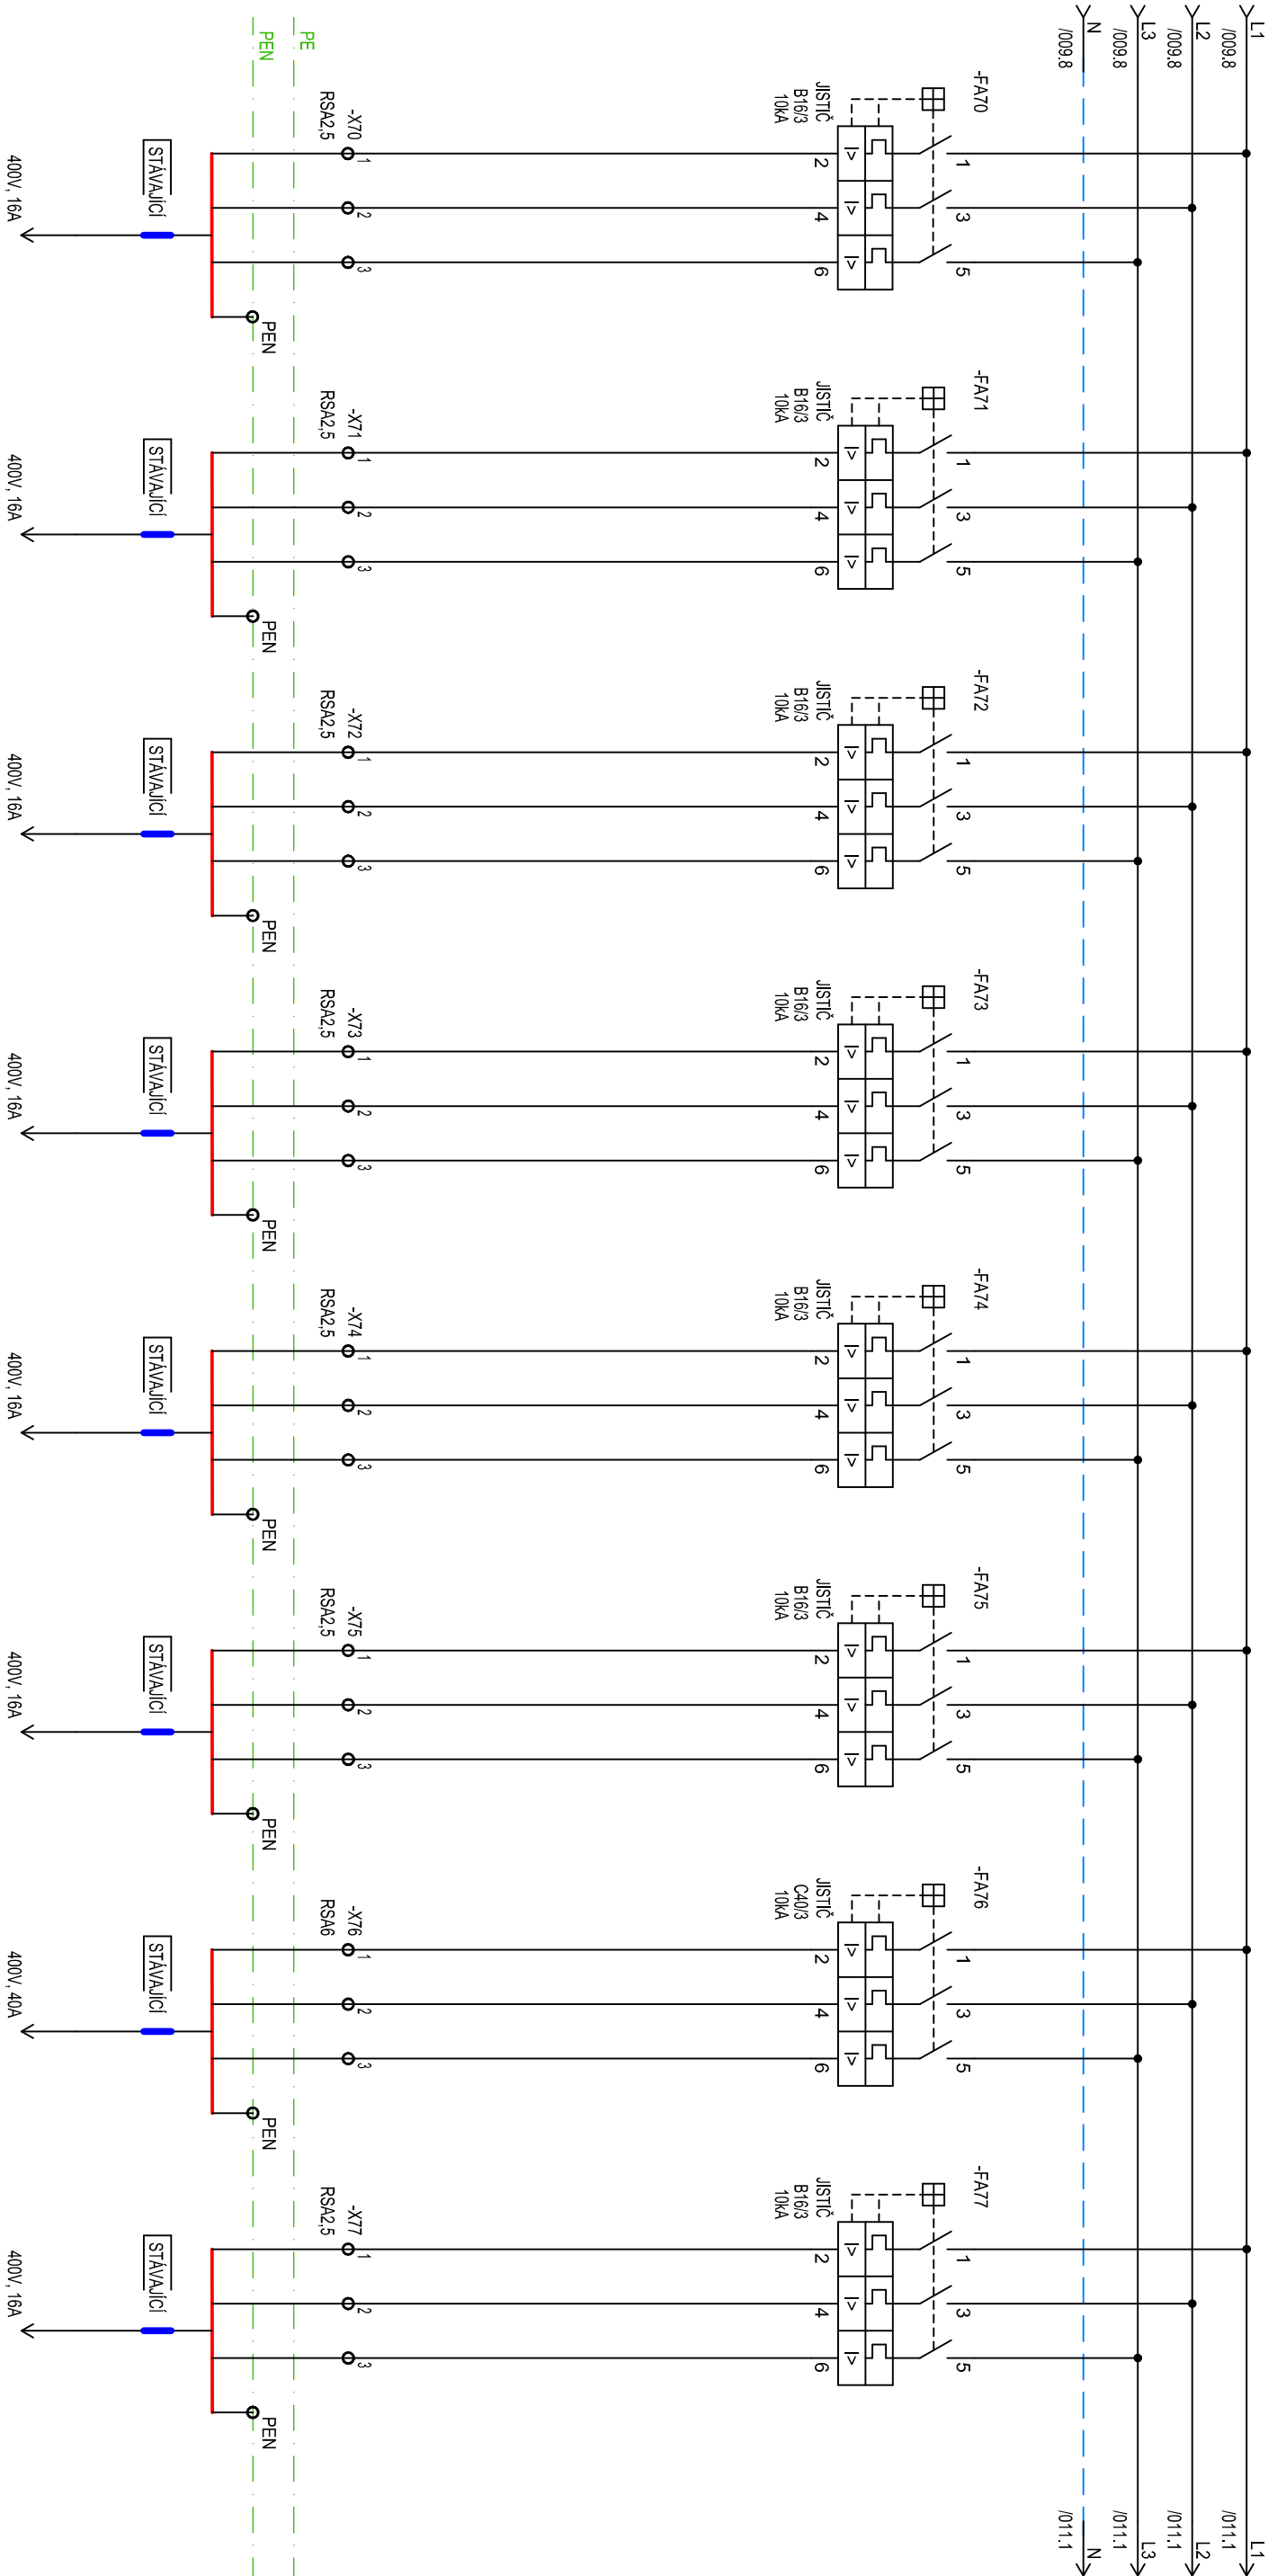 L1
/009.8
L2
/009.8
L3
/009.8
N
/009.8
L1
/011.1
L2
/011.1
L3
/011.1
N
/011.1
-FA70
1
3
5
JISTIČ
B16/3
10kA
2
4
6
-FA71
1
3
5
JISTIČ
B16/3
10kA
2
4
6
-FA72
1
3
5
JISTIČ
B16/3
10kA
2
4
6
-FA73
1
3
5
JISTIČ
B16/3
10kA
2
4
6
-FA74
1
3
5
JISTIČ
B16/3
10kA
2
4
6
-FA75
1
3
5
JISTIČ
B16/3
10kA
2
4
6
-FA76
1
3
5
JISTIČ
C40/3
10kA
2
4
6
-FA77
1
3
5
JISTIČ
B16/3
10kA
2
4
6
-X70
RSA2,5
1
2
3
-X71
RSA2,5
1
2
3
-X72
RSA2,5
1
2
3
-X73
RSA2,5
1
2
3
-X74
RSA2,5
1
2
3
-X75
RSA2,5
1
2
3
-X76
RSA6
1
2
3
-X77
RSA2,5
1
2
3
PE
PEN
PEN
PEN
PEN
PEN
PEN
PEN
PEN
PEN
STÁVAJÍCÍ
STÁVAJÍCÍ
STÁVAJÍCÍ
STÁVAJÍCÍ
STÁVAJÍCÍ
STÁVAJÍCÍ
STÁVAJÍCÍ
STÁVAJÍCÍ
400V, 16A
400V, 16A
400V, 16A
400V, 16A
400V, 16A
400V, 16A
400V, 40A
400V, 16A